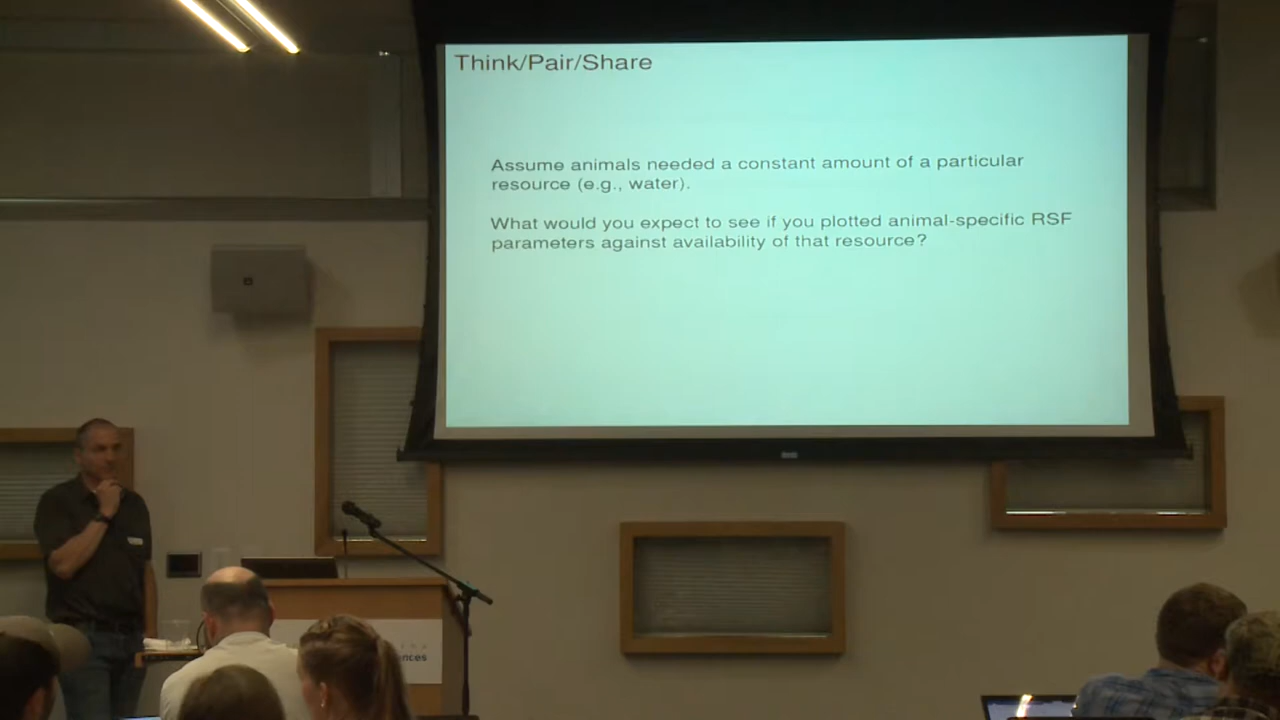 Think/Pair/Share
Assume animals needed a constant amount of a particular
resource (e.g., water).
What would you expect to see if you plotted animal-specific RSF
parameters against availability of that resource?